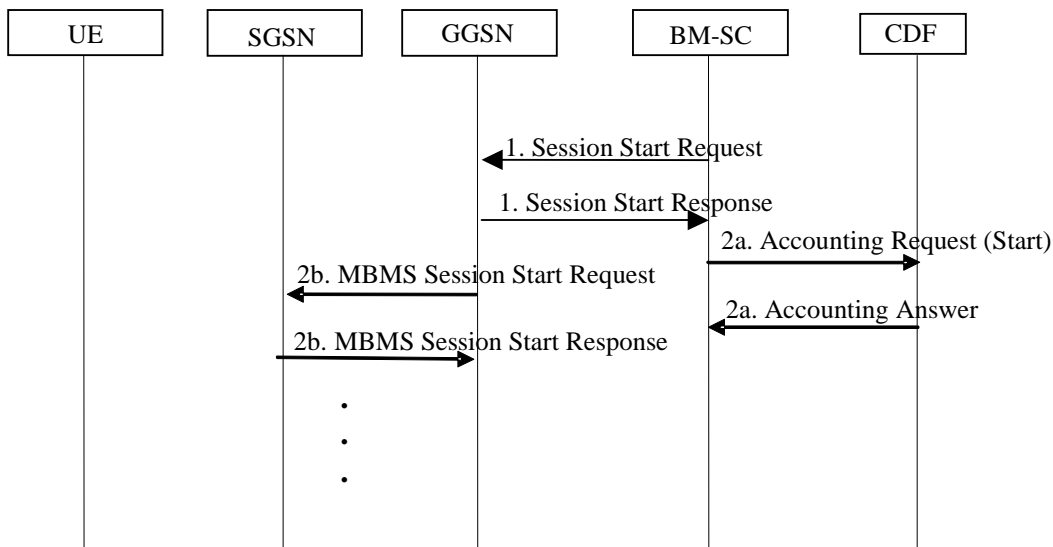 UE
SGSN
GGSN
BM-SC
CDF
1. Session Start Request
1. Session Start Response
2a. Accounting Request (Start)
2b. MBMS Session Start Request
2a. Accounting Answer
2b. MBMS Session Start Response